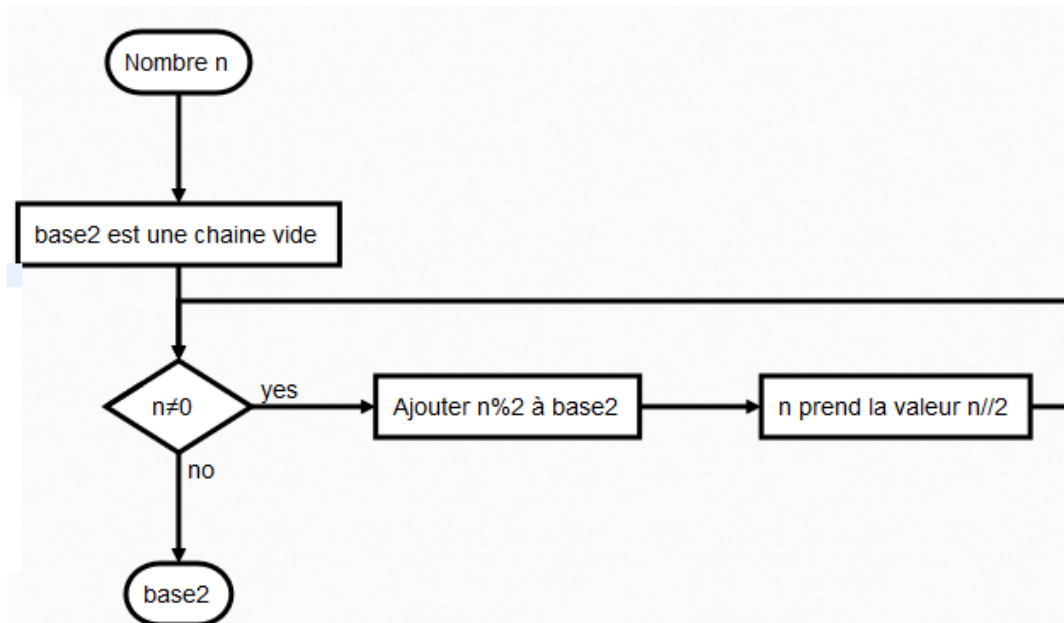 Nombre n
base2 est une chaine vide
n≠0
yes
Ajouter n%2 à base2
n prend la valeur n//2
no
base2